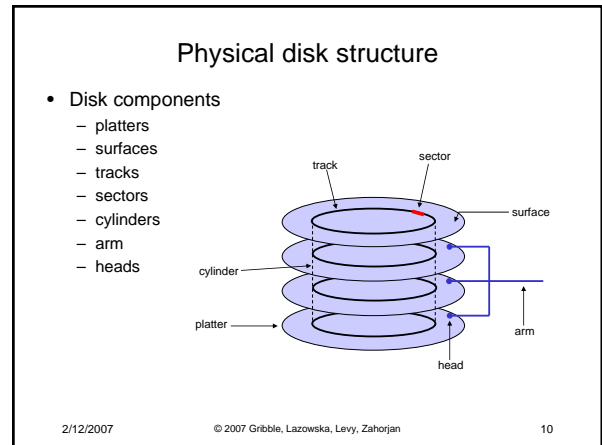 Physical disk structure
• Disk components
– platters
– surfaces
– tracks
– sectors
– cylinders
– arm
– heads
track
sector
surface
cylinder
platter
arm
head
2/12/2007
© 2007 Gribble, Lazowska, Levy, Zahorjan
10